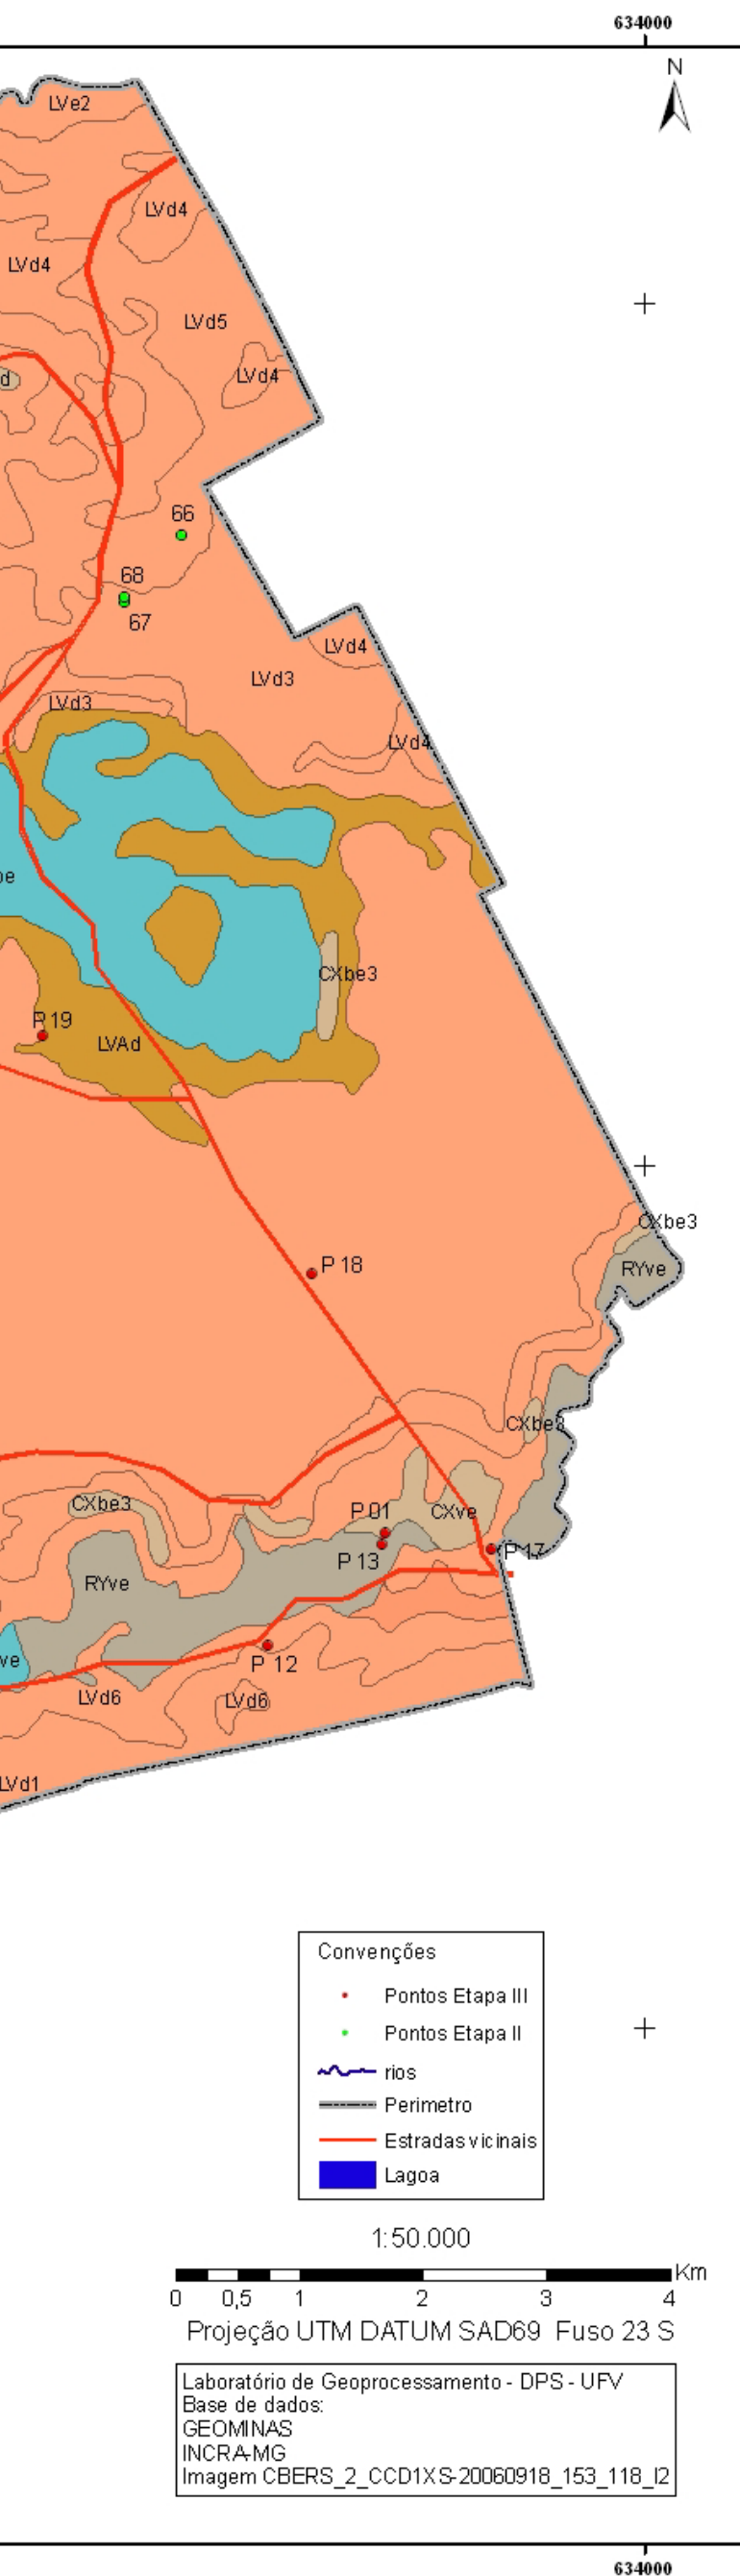 634000
N
LVe2
LVd4
LVd4
LVd5
LVd4
d
66
68
67
LVd4
LVd3
LVd3
LVd4
be
CXbe3
P 19
LVAd
CXbe3
RYve
P 18
CXbe3
CXbe3
P 01
CXve
P 13
P 17
RYve
ve
P 12
LVd6
LVd6
LVd1
Convenções
Pontos Etapa III
Pontos Etapa II
rios
Perimetro
Estradas vicinais
Lagoa
1:50.000
Km
0 0,5 1 2 3 4
Projeção UTM DATUM SAD69 Fuso 23 S
Laboratório de Geoprocessamento - DPS - UFV
Base de dados:
GEOMINAS
INCRA-MG
Imagem CBERS_2_CCD1XS-20060918_153_118_l2
634000